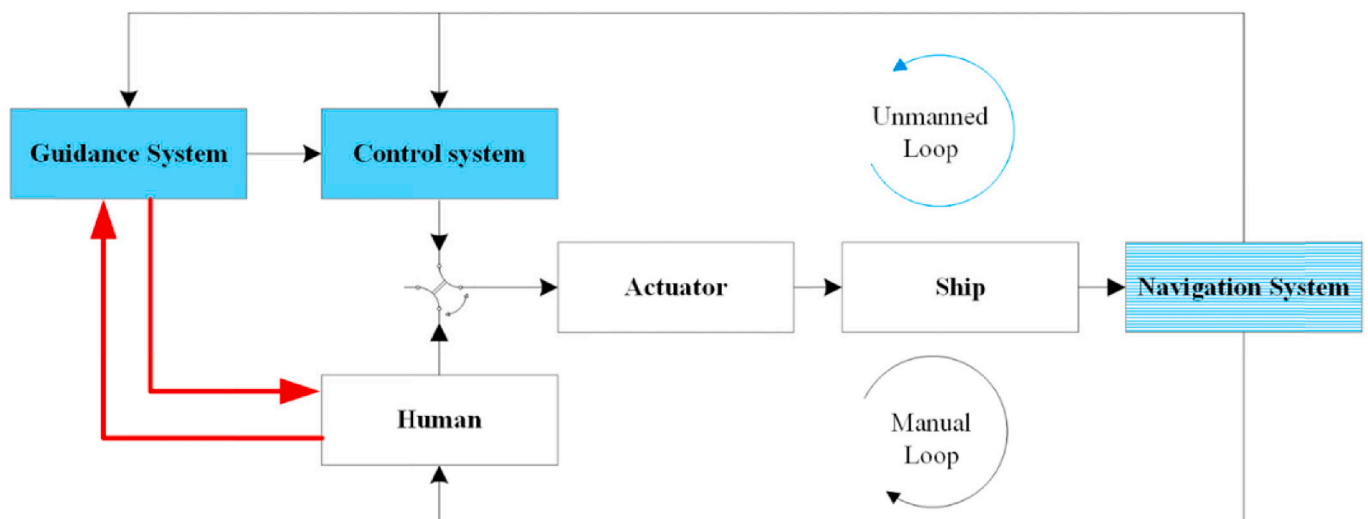 Unmanned
Loop
Guidance System
Control system
Actuator
Ship
Navigation System
Human
Manual
Loop